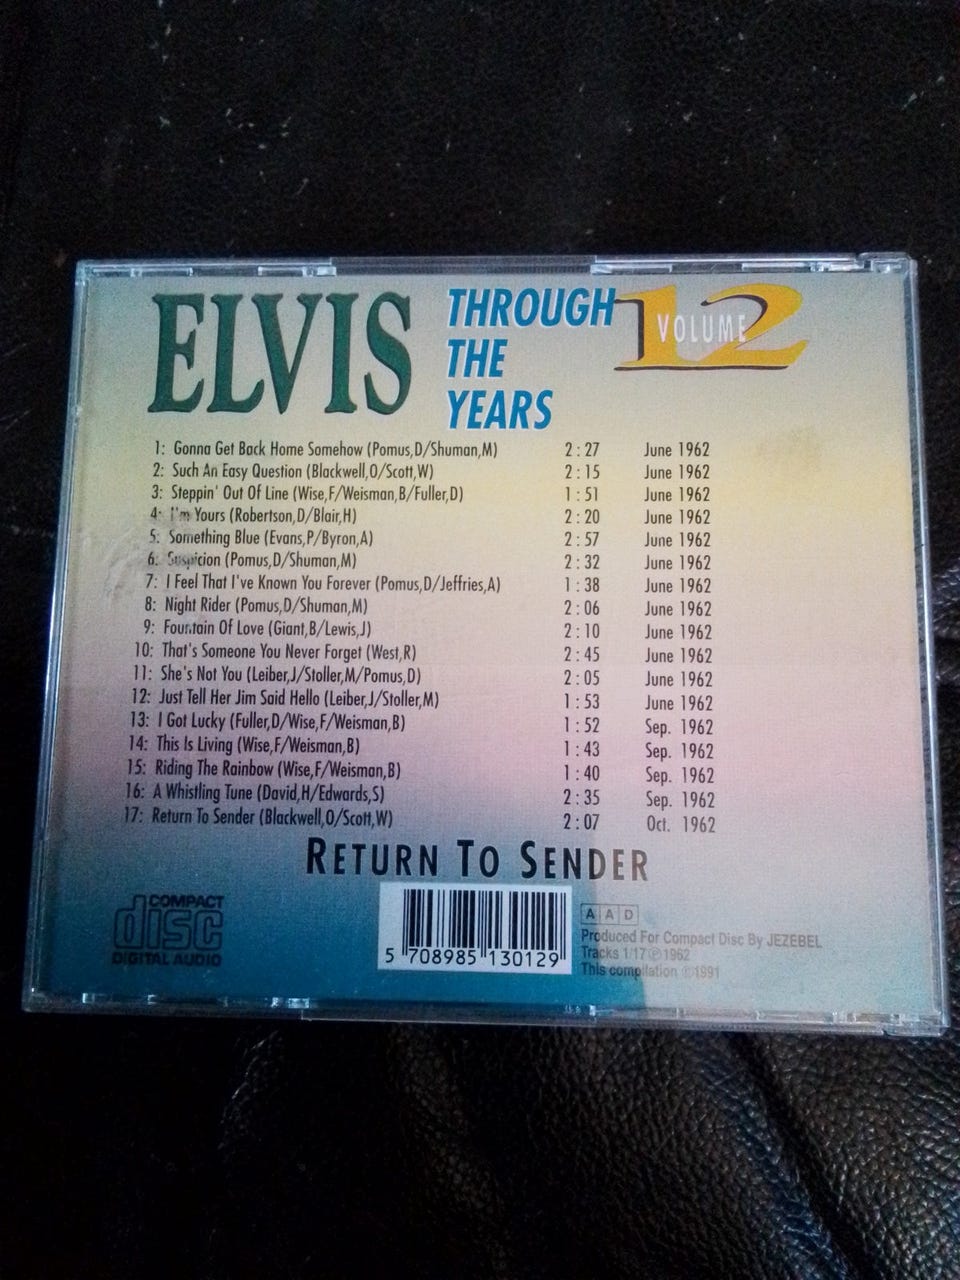 ELVIS
THROUGH
THE
YEARS
VOLUME 12
1: Gonna Get Back Home Somehow (Pomus,D/Shuman,M) 2:27 June 1962
2: Such An Easy Question (Blackwell,O/Scott,W) 2:15 June 1962
3: Steppin' Out Of Line (Wise,F/Weisman,B/Fuller,D) 1:51 June 1962
4: I'm Yours (Robertson,D/Blair,H) 2:20 June 1962
5: Something Blue (Evans,P/Byron,A) 2:57 June 1962
6: Suspicion (Pomus,D/Shuman,M) 2:32 June 1962
7: I Feel That I've Known You Forever (Pomus,D/Jeffries,A) 1:38 June 1962
8: Night Rider (Pomus,D/Shuman,M) 2:06 June 1962
9: Fountain Of Love (Giant,B/Lewis,J) 2:10 June 1962
10: That's Someone You Never Forget (West,R) 2:45 June 1962
11: She's Not You (Leiber,J/Stoller,M/Pomus,D) 2:05 June 1962
12: Just Tell Her Jim Said Hello (Leiber,J/Stoller,M) 1:53 June 1962
13: I Got Lucky (Fuller,D/Wise,F/Weisman,B) 1:52 Sep. 1962
14: This Is Living (Wise,F/Weisman,B) 1:43 Sep. 1962
15: Riding The Rainbow (Wise,F/Weisman,B) 1:40 Sep. 1962
16: A Whistling Tune (David,H/Edwards,S) 2:35 Sep. 1962
17: Return To Sender (Blackwell,O/Scott,W) 2:07 Oct. 1962
RETURN TO SENDER
COMPACT
disc
DIGITAL AUDIO
5 708985 130129
A A D
Produced For Compact Disc By JEZEBEL
Tracks 1/17 ℗1962
This compilation ©1991